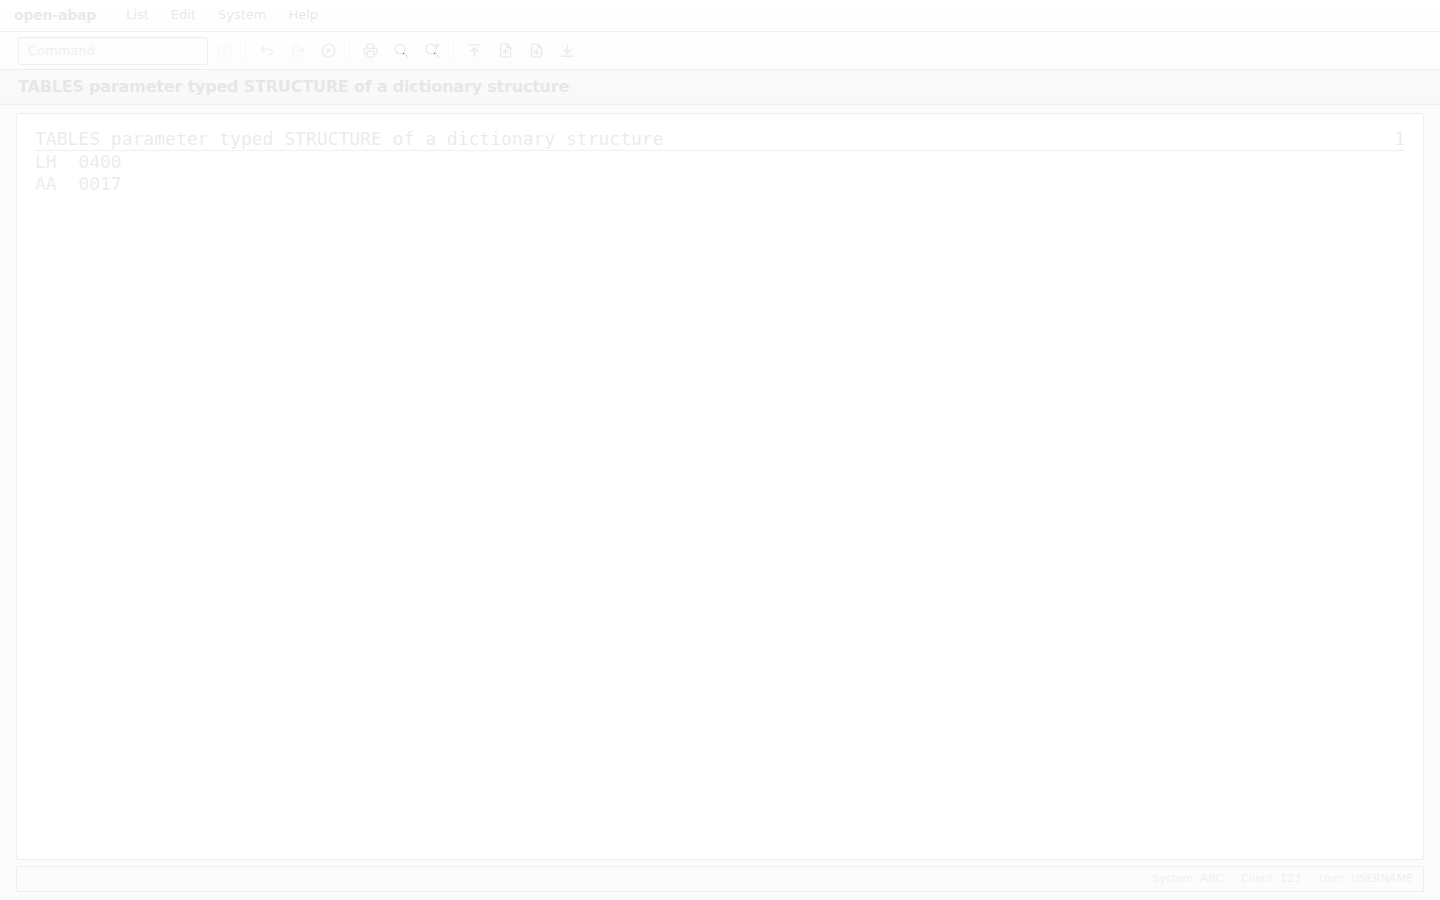 open-abap List Edit System Help
Command
TABLES parameter typed STRUCTURE of a dictionary structure
TABLES parameter typed STRUCTURE of a dictionary structure 1
LH 0400
AA 0017
System: ABC Client: 123 User: USERNAME